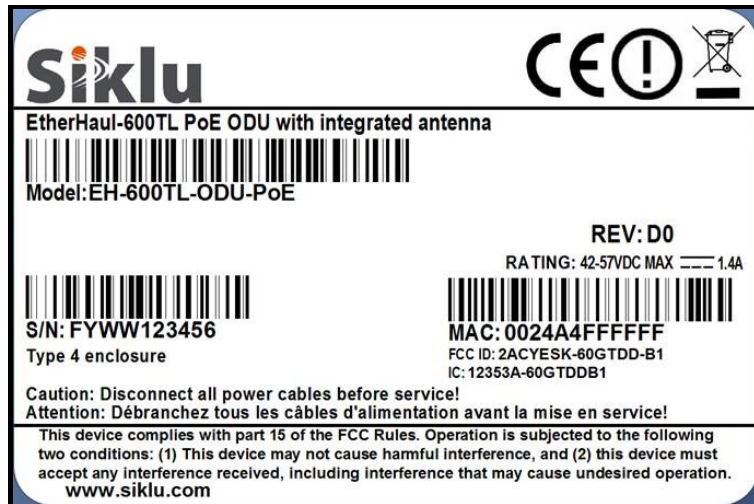 Siklu
CE
EtherHaul-600TL PoE ODU with integrated antenna
Model:EH-600TL-ODU-PoE
REV:D0
RATING: 42-57VDC MAX 1.4A
S/N:FYWW123456
MAC:0024A4FFFFFF
Type 4 enclosure
FCC ID:2ACYESK-60GTDD-B1
IC:12353A-60GTDDB1
Caution: Disconnect all power cables before service!
Attention: Débranchez tous les câbles d'alimentation avant la mise en service!
This device complies with part 15 of the FCC Rules. Operation is subjected to the following
two conditions: (1) This device may not cause harmful interference, and (2) this device must
accept any interference received, including interference that may cause undesired operation.
www.siklu.com